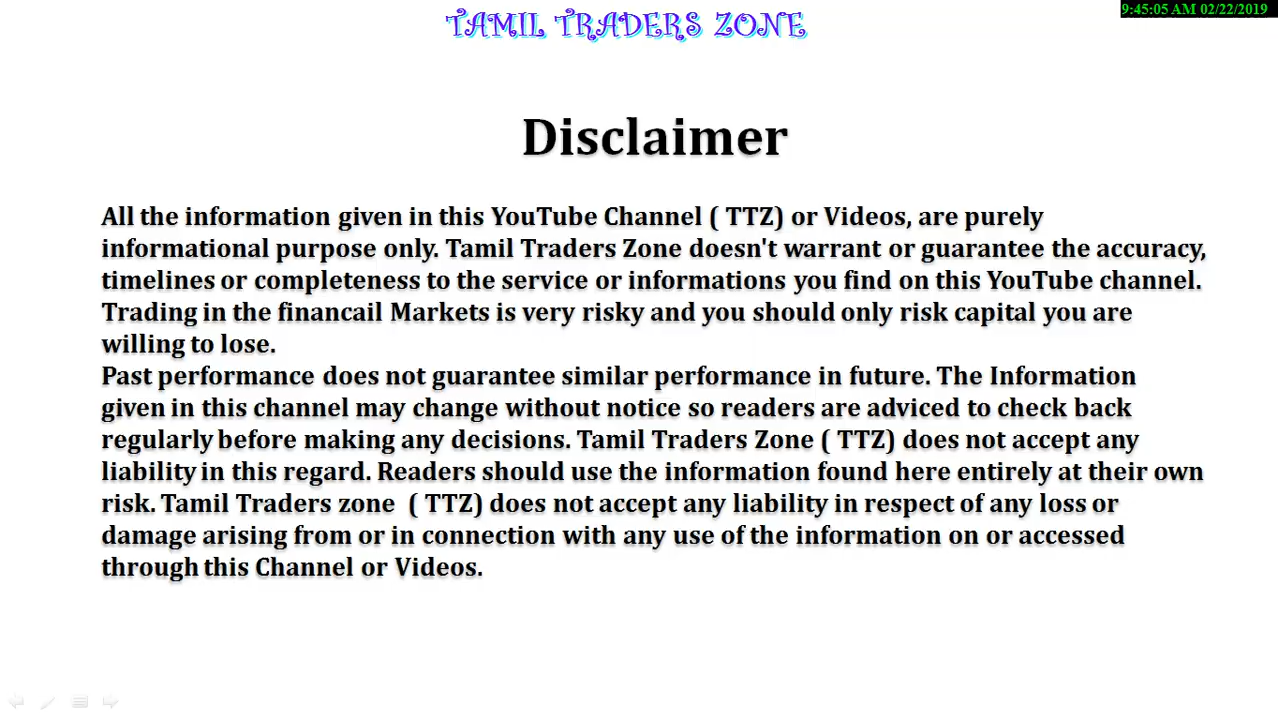 TAMIL TRADERS ZONE
9:45:05 AM 02/22/2019
Disclaimer
All the information given in this YouTube Channel ( TTZ) or Videos, are purely
informational purpose only. Tamil Traders Zone doesn't warrant or guarantee the accuracy,
timelines or completeness to the service or informations you find on this YouTube channel.
Trading in the financail Markets is very risky and you should only risk capital you are
willing to lose.
Past performance does not guarantee similar performance in future. The Information
given in this channel may change without notice so readers are adviced to check back
regularly before making any decisions. Tamil Traders Zone ( TTZ) does not accept any
liability in this regard. Readers should use the information found here entirely at their own
risk. Tamil Traders zone  ( TTZ) does not accept any liability in respect of any loss or
damage arising from or in connection with any use of the information on or accessed
through this Channel or Videos.